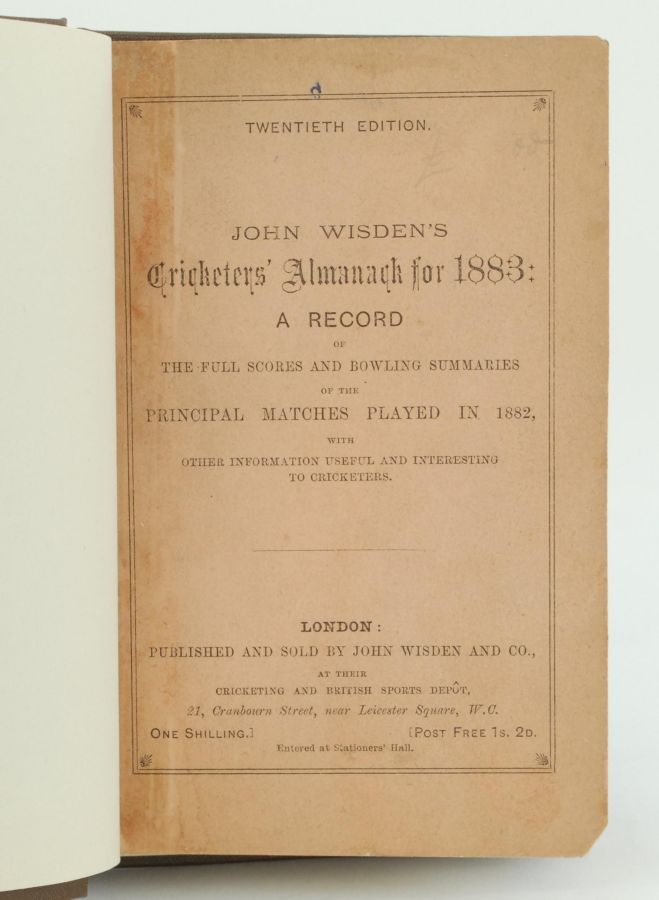 TWENTIETH EDITION.
JOHN WISDEN'S
Cricketers' Almanack for 1883:
A RECORD
OF
THE FULL SCORES AND BOWLING SUMMARIES
OF THE
PRINCIPAL MATCHES PLAYED IN 1882,
WITH
OTHER INFORMATION USEFUL AND INTERESTING
TO CRICKETERS.
LONDON:
PUBLISHED AND SOLD BY JOHN WISDEN AND CO.,
AT THEIR
CRICKETING AND BRITISH SPORTS DEPÔT,
21, Cranbourn Street, near Leicester Square, W.C.
ONE SHILLING.] [POST FREE 1S. 2D.
Entered at Stationers' Hall.